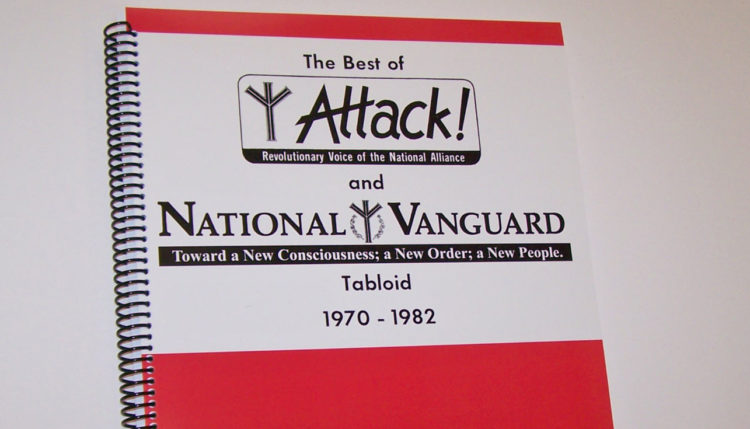 The Best of
Attack!
Revolutionary Voice of the National Alliance
and
NATIONAL VANGUARD
Toward a New Consciousness; a New Order; a New People.
Tabloid
1970 - 1982